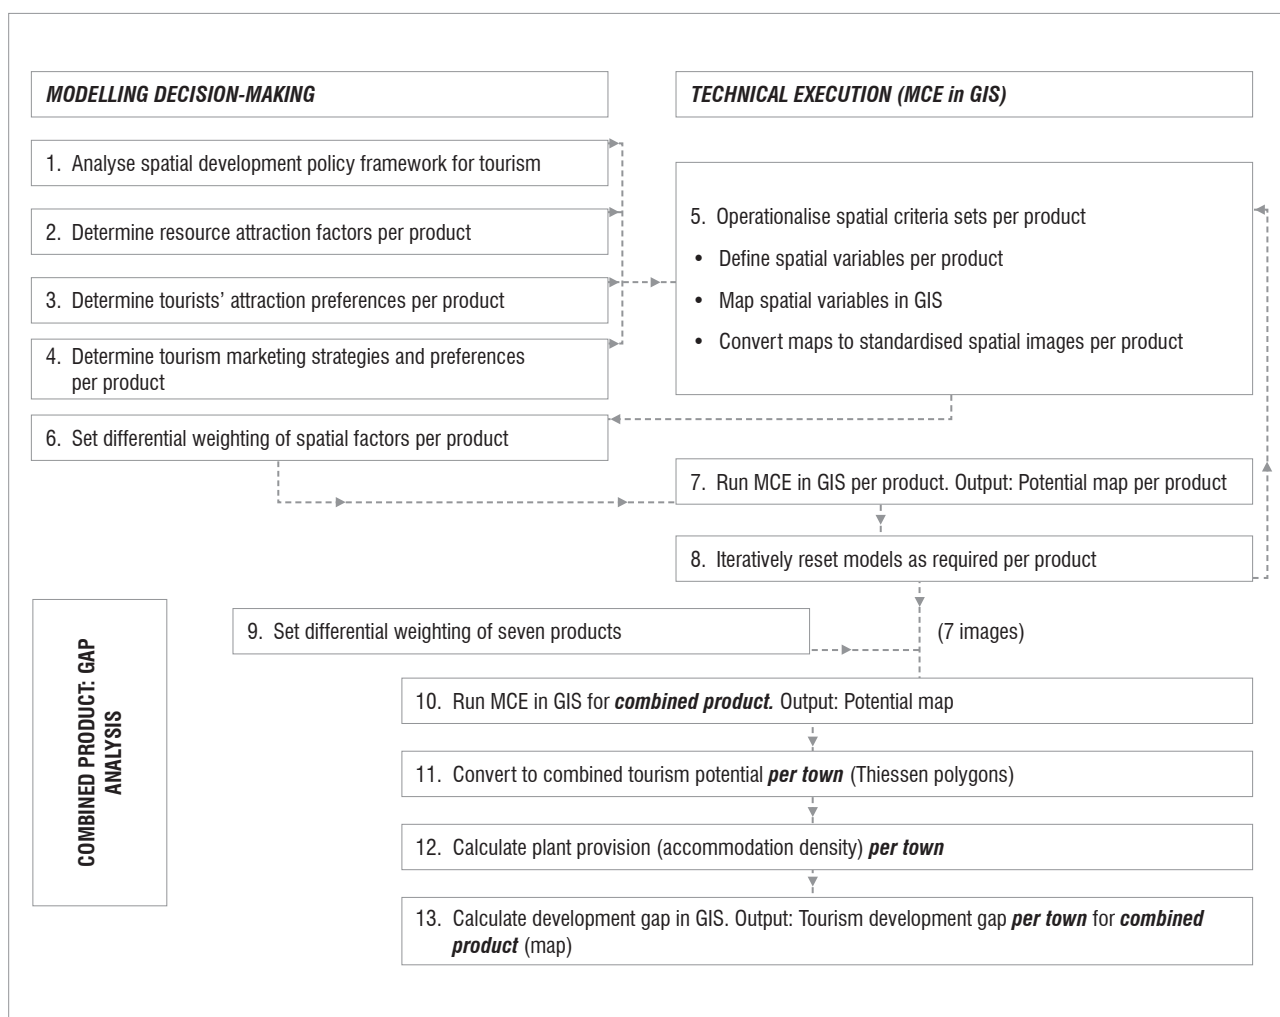 MODELLING DECISION-MAKING
TECHNICAL EXECUTION (MCE in GIS)
1. Analyse spatial development policy framework for tourism
2. Determine resource attraction factors per product
3. Determine tourists’ attraction preferences per product
4. Determine tourism marketing strategies and preferences
per product
5. Operationalise spatial criteria sets per product
• Define spatial variables per product
• Map spatial variables in GIS
• Convert maps to standardised spatial images per product
6. Set differential weighting of spatial factors per product
7. Run MCE in GIS per product. Output: Potential map per product
8. Iteratively reset models as required per product
9. Set differential weighting of seven products
(7 images)
COMBINED PRODUCT: GAP
ANALYSIS
10. Run MCE in GIS for combined product. Output: Potential map
11. Convert to combined tourism potential per town (Thiessen polygons)
12. Calculate plant provision (accommodation density) per town
13. Calculate development gap in GIS. Output: Tourism development gap per town for combined
product (map)